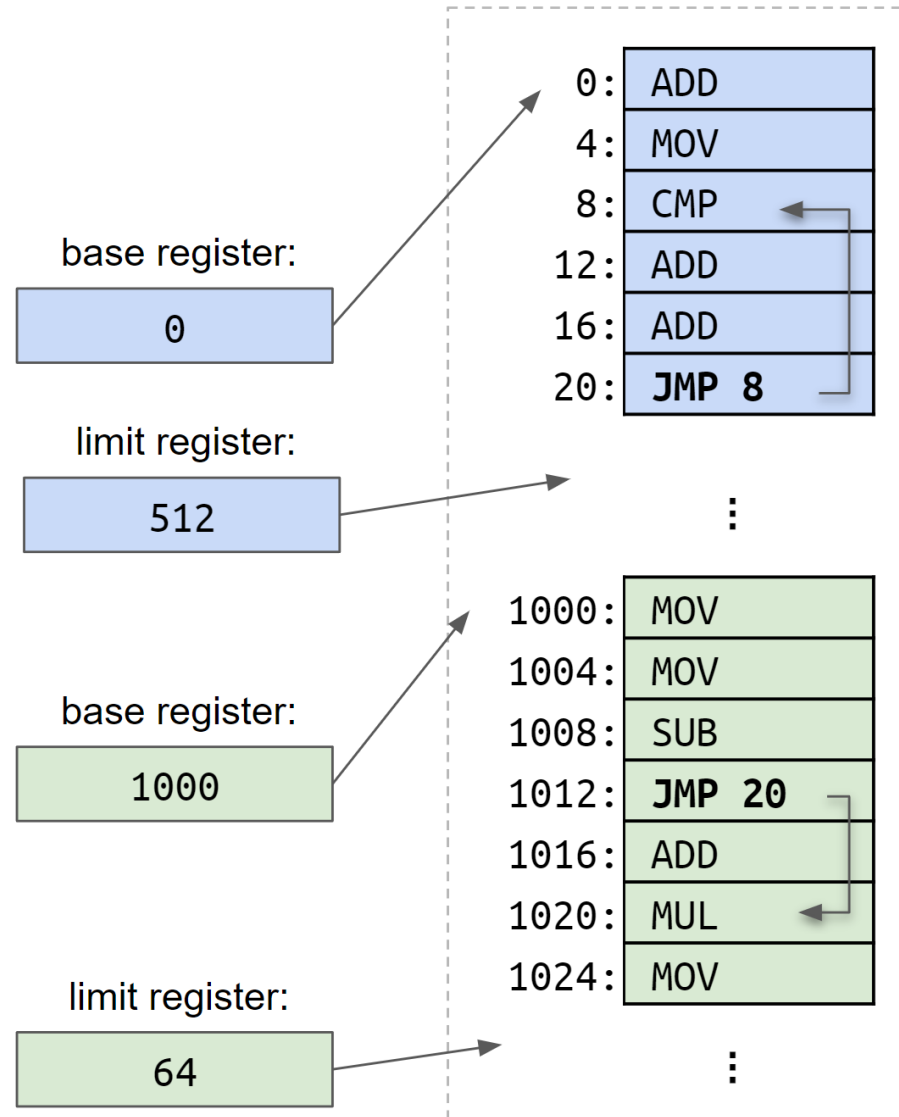 0: ADD
4: MOV
8: CMP
base register:
12: ADD
0
16: ADD
20: JMP 8
limit register:
512
⋮
1000: MOV
1004: MOV
base register:
1008: SUB
1000
1012: JMP 20
1016: ADD
1020: MUL
limit register:
1024: MOV
64
⋮